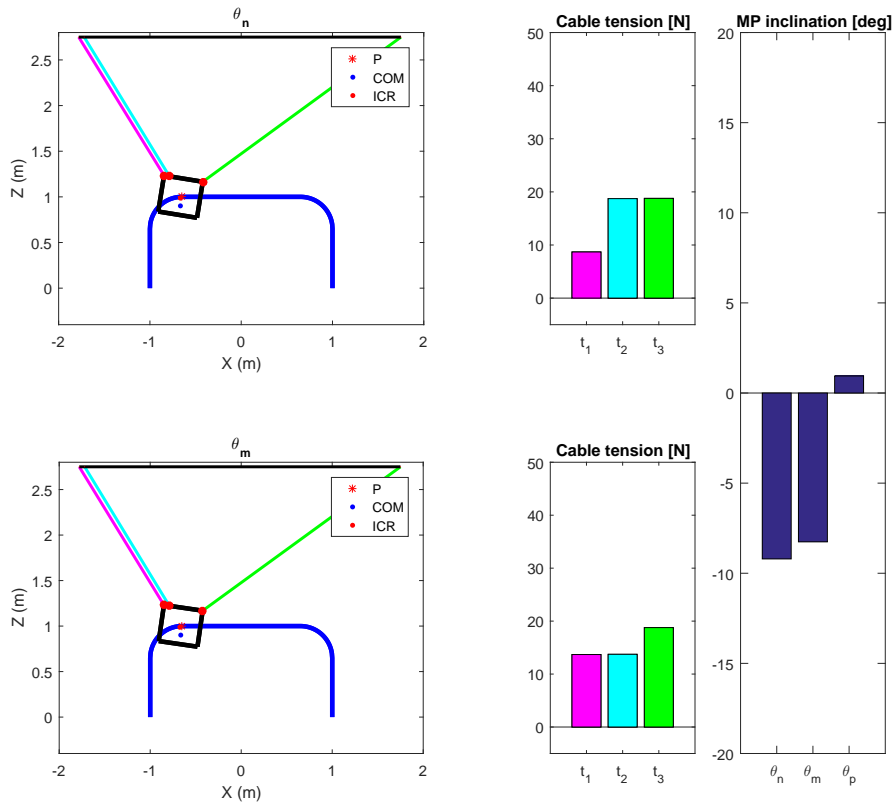 θn
Z (m)
2.5
2
1.5
1
0.5
0
-2
-1
0
1
2
X (m)
P
COM
ICR
Cable tension [N]
50
40
30
20
10
0
t1
t2
t3
MP inclination [deg]
20
15
10
5
0
-5
-10
-15
-20
θn
θm
θp
θm
Z (m)
2.5
2
1.5
1
0.5
0
-2
-1
0
1
2
X (m)
P
COM
ICR
Cable tension [N]
50
40
30
20
10
0
t1
t2
t3